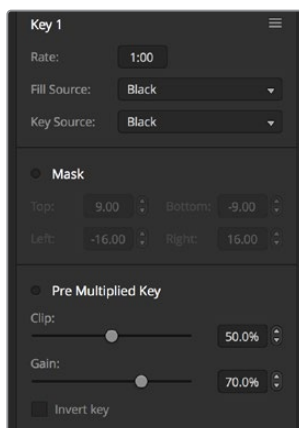 Key 1
Rate: 1:00
Fill Source: Black
Key Source: Black
Mask
Top: 9.00 Bottom: -9.00
Left: -16.00 Right: 16.00
Pre Multiplied Key
Clip:
50.0%
Gain:
70.0%
Invert key